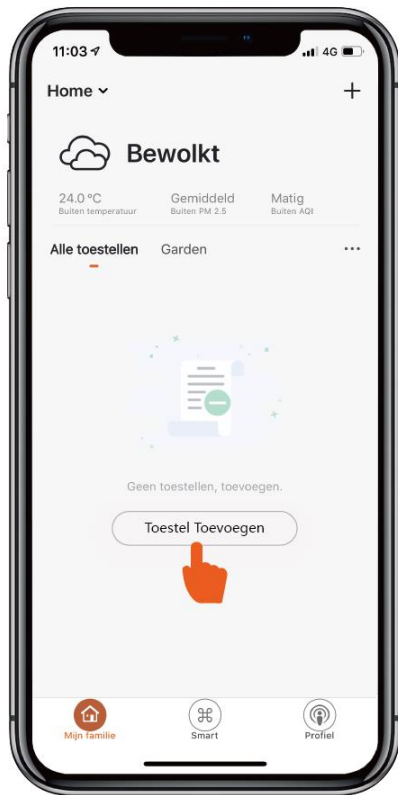 11:03 4G
Home
Bewolkt
24.0 °C Gemiddeld Matig
Buiten temperatuur Buiten PM 2.5 Buiten AQI
Alle toestellen Garden ...
Geen toestellen, toevoegen.
Toestel Toevoegen
Mijn familie Smart Profiel